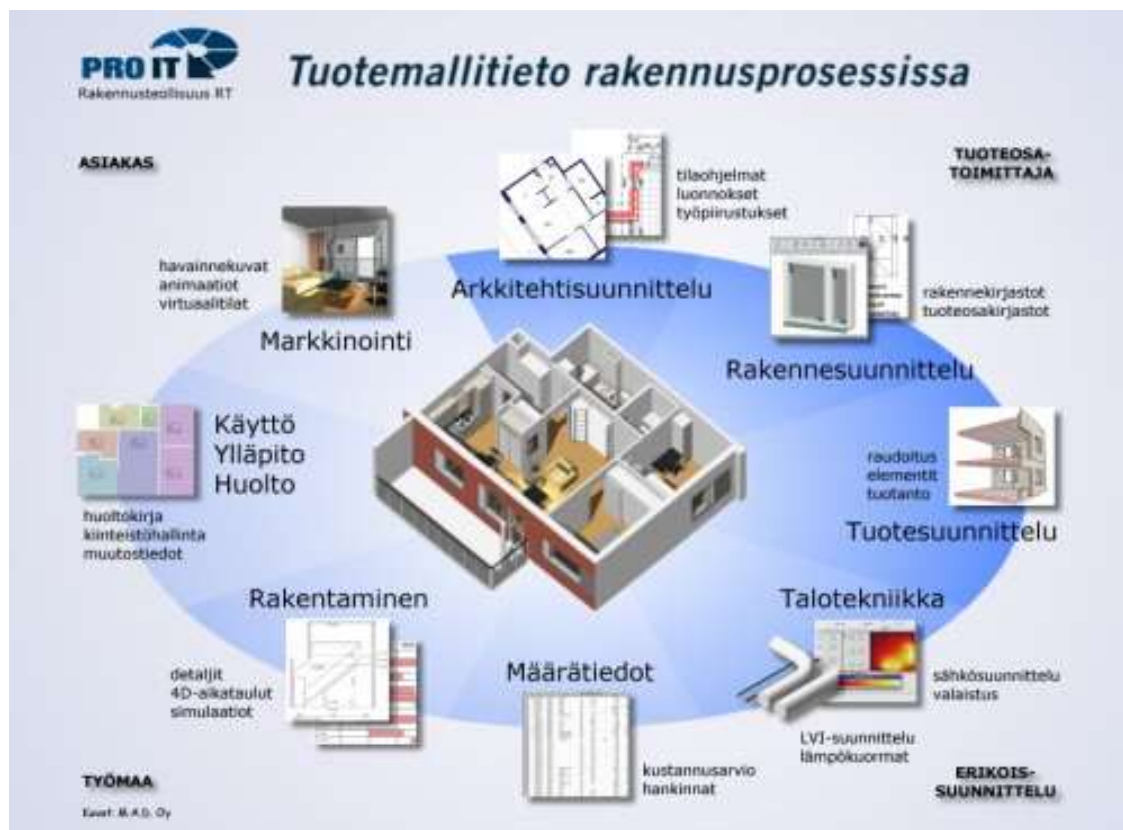 PRO IT
Rakennusteollisuus RT
Tuotemallitieto rakennusprosessissa
ASIAKAS
TUOTEOSA-
TOIMITTAJA
tilaohjelmat
luonnokset
työpiirustukset
Arkkitehtisuunnittelu
havainnekuvat
animaatiot
virtuaalitilat
Markkinointi
rakennekirjastot
tuoteosakirjastot
Rakennesuunnittelu
Käyttö
Ylläpito
Huolto
huoltokirja
kiinteistöhallinta
muutostiedot
raudoitus
elementit
tuotanto
Tuotesuunnittelu
Rakentaminen
detaljit
4D-aikataulut
simulaatiot
Määrätiedot
kustannusarvio
hankinnat
Talotekniikka
sähkösuunnittelu
valaistus
LVI-suunnittelu
lämpökuormat
TYÖMAA
ERIKOIS-
SUUNNITTELU
Kuvat: M.A.D. Oy